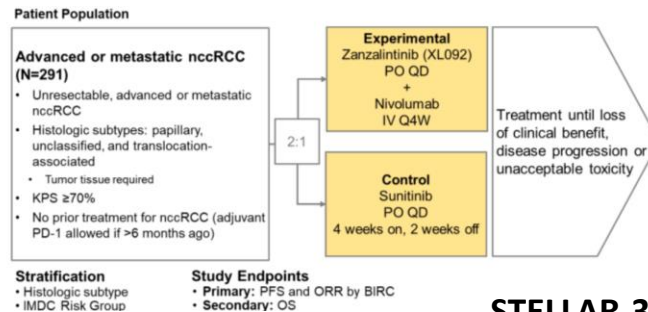 Patient Population
Advanced or metastatic nccRCC
(N=291)
• Unresectable, advanced or metastatic
nccRCC
• Histologic subtypes: papillary,
unclassified, and translocation-
associated
• Tumor tissue required
• KPS ≥70%
• No prior treatment for nccRCC (adjuvant
PD-1 allowed if >6 months ago)
2:1
Experimental
Zanzalintinib (XL092)
PO QD
+
Nivolumab
IV Q4W
Control
Sunitinib
PO QD
4 weeks on, 2 weeks off
Treatment until loss
of clinical benefit,
disease progression or
unacceptable toxicity
Stratification
• Histologic subtype
• IMDC Risk Group
Study Endpoints
• Primary: PFS and ORR by BIRC
• Secondary: OS